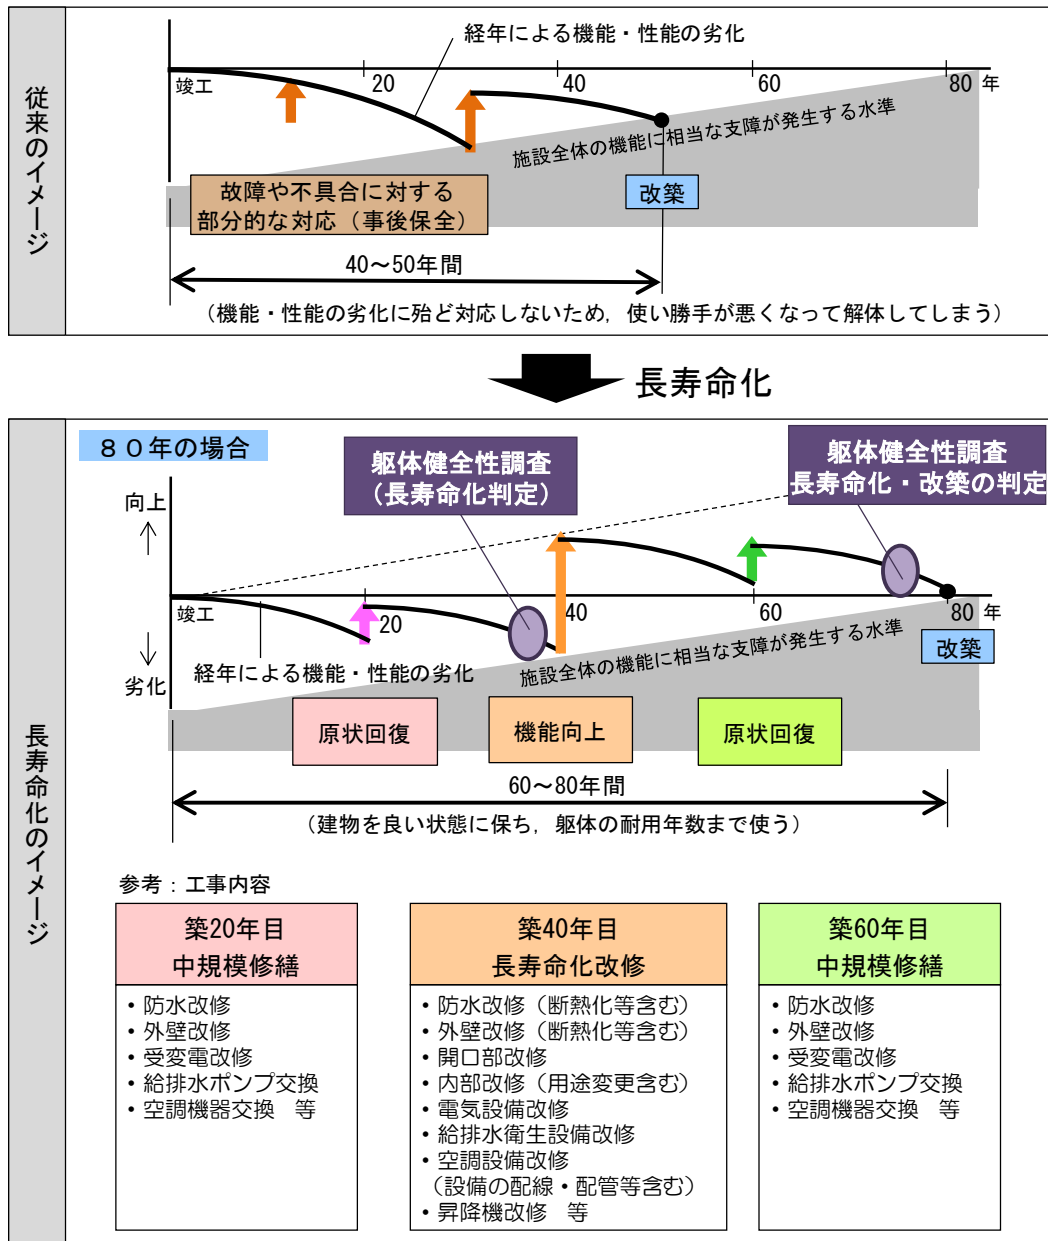 従来のイメージ
経年による機能・性能の劣化
竣工
20
40
60
80 年
施設全体の機能に相当な支障が発生する水準
故障や不具合に対する
部分的な対応（事後保全）
改築
40～50年間
（機能・性能の劣化に殆ど対応しないため，使い勝手が悪くなって解体してしまう）
長寿命化
長寿命化のイメージ
８０年の場合
躯体健全性調査
（長寿命化判定）
躯体健全性調査
長寿命化・改築の判定
向上
劣化
竣工
20
40
60
80 年
経年による機能・性能の劣化
施設全体の機能に相当な支障が発生する水準
改築
原状回復
機能向上
原状回復
60～80年間
（建物を良い状態に保ち，躯体の耐用年数まで使う）
参考：工事内容
築20年目
中規模修繕
・防水改修
・外壁改修
・受変電改修
・給排水ポンプ交換
・空調機器交換　等
築40年目
長寿命化改修
・防水改修（断熱化等含む）
・外壁改修（断熱化等含む）
・開口部改修
・内部改修（用途変更含む）
・電気設備改修
・給排水衛生設備改修
・空調設備改修
（設備の配線・配管等含む）
・昇降機改修　等
築60年目
中規模修繕
・防水改修
・外壁改修
・受変電改修
・給排水ポンプ交換
・空調機器交換　等